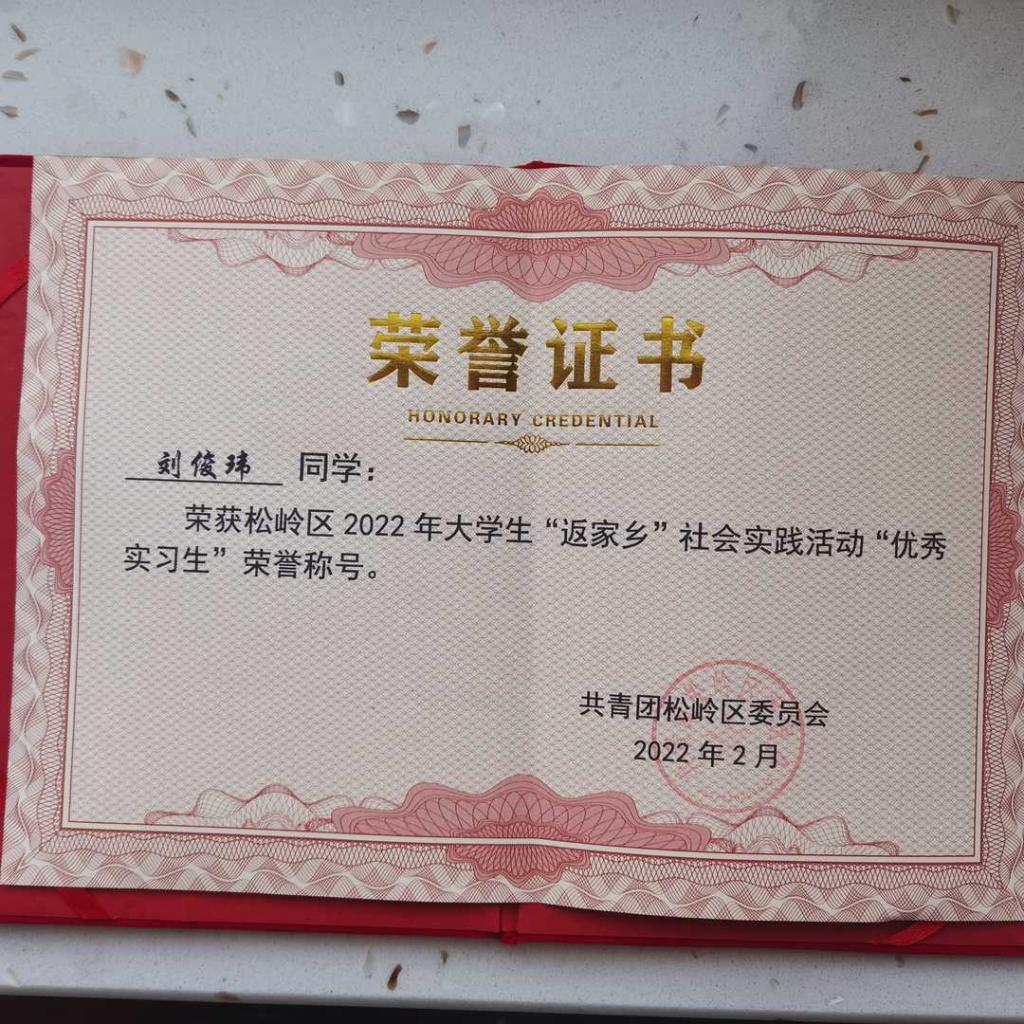 荣誉证书
HONORARY CREDENTIAL
刘俊玮 同学：
荣获松岭区 2022 年大学生“返家乡”社会实践活动“优秀
实习生”荣誉称号。
共青团松岭区委员会
2022 年 2 月